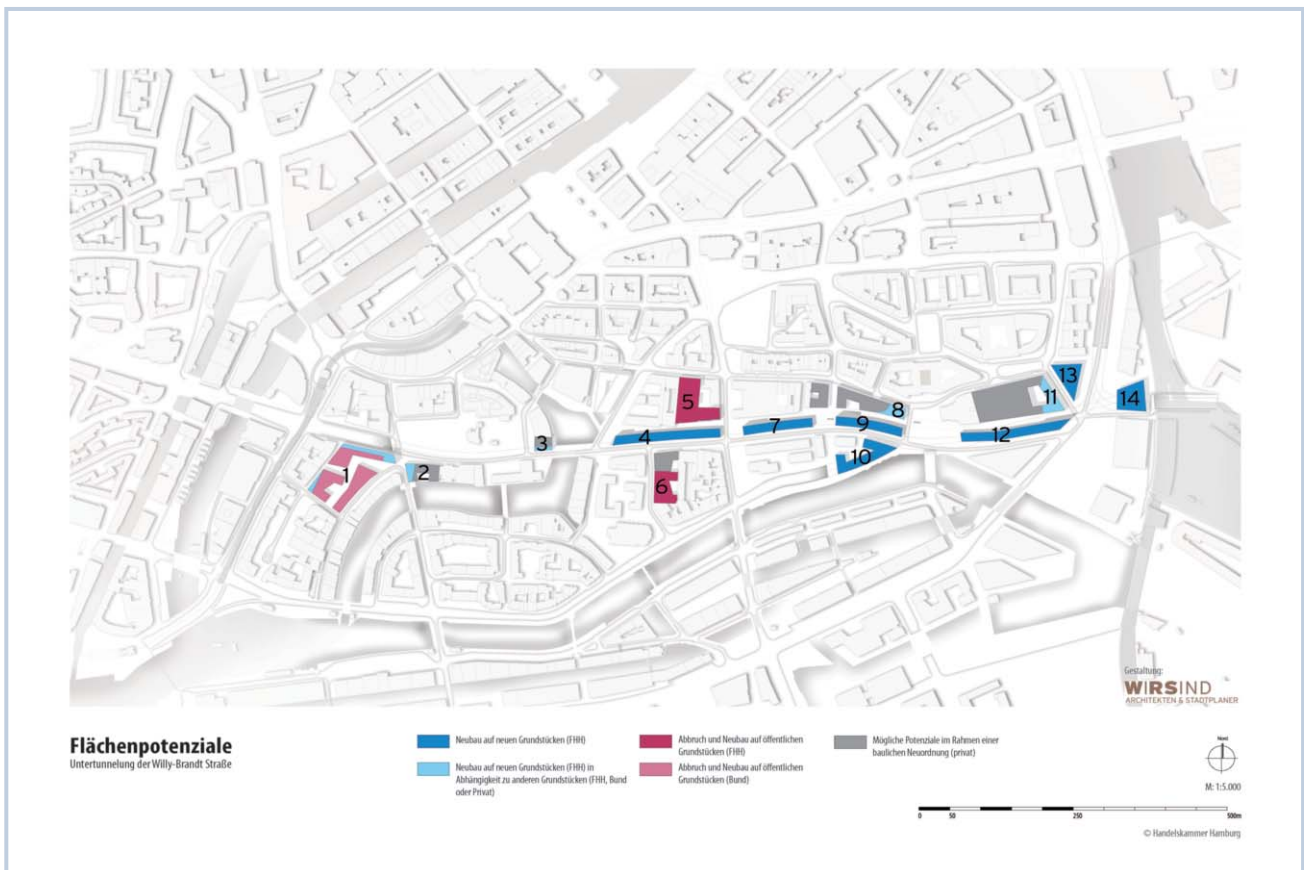 13
11
14
5
8
4
7
9
12
3
10
1
2
6
Gestaltung:
WIRSIND
ARCHITEKTEN & STADTPLANER
Flächenpotenziale
Untertunnelung der Willy-Brandt Straße
Neubau auf neuen Grundstücken (FHH)
Neubau auf neuen Grundstücken (FHH) in
Abhängigkeit zu anderen Grundstücken (FHH, Bund
oder Privat)
Abbruch und Neubau auf öffentlichen
Grundstücken (FHH)
Abbruch und Neubau auf öffentlichen
Grundstücken (Bund)
Mögliche Potenziale im Rahmen einer
baulichen Neuordnung (privat)
Nord
M: 1:5.000
0 50 250 500m
© Handelskammer Hamburg